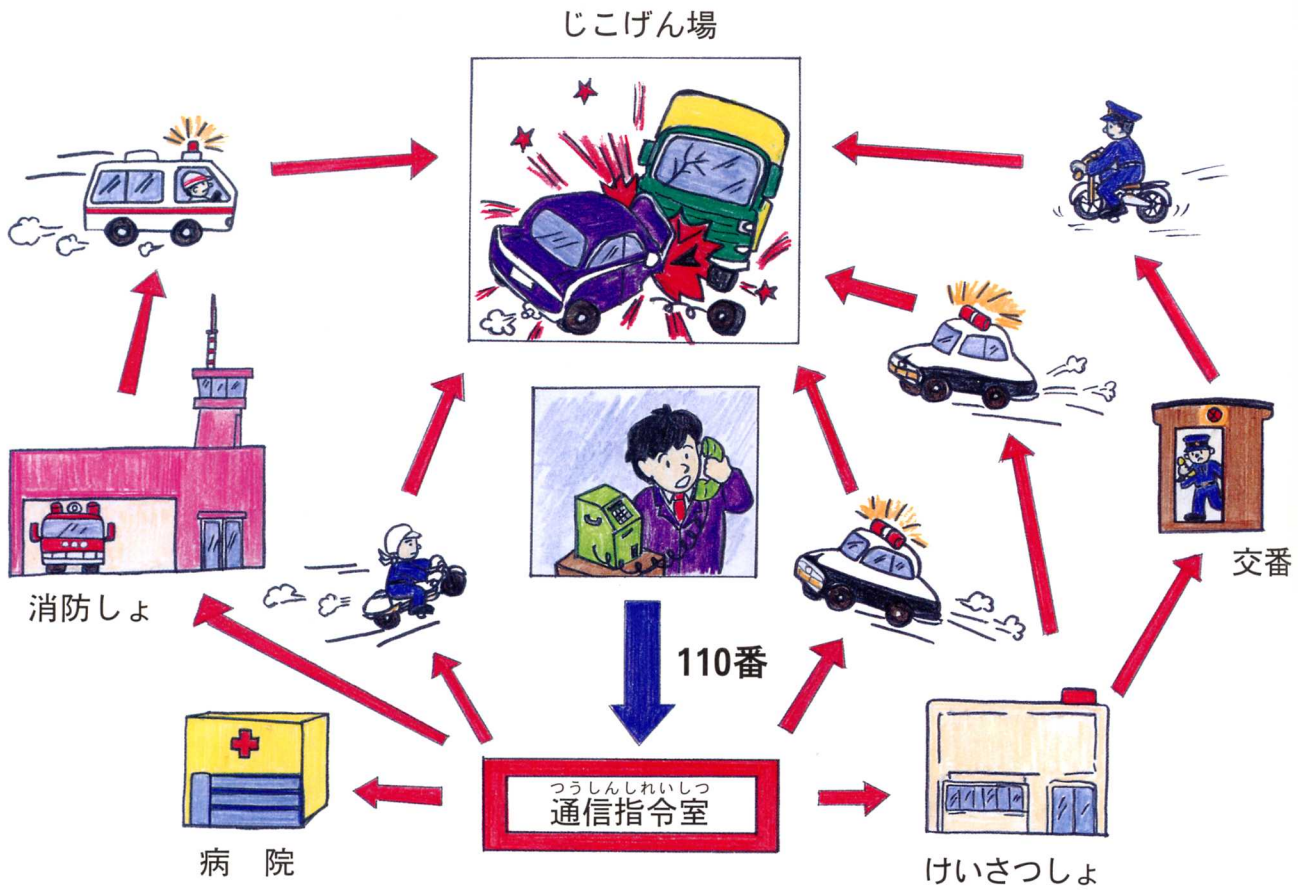 じこげん場
消防しょ
交番
110番
つうしんしれいしつ
通信指令室
病　院
けいさつしょ